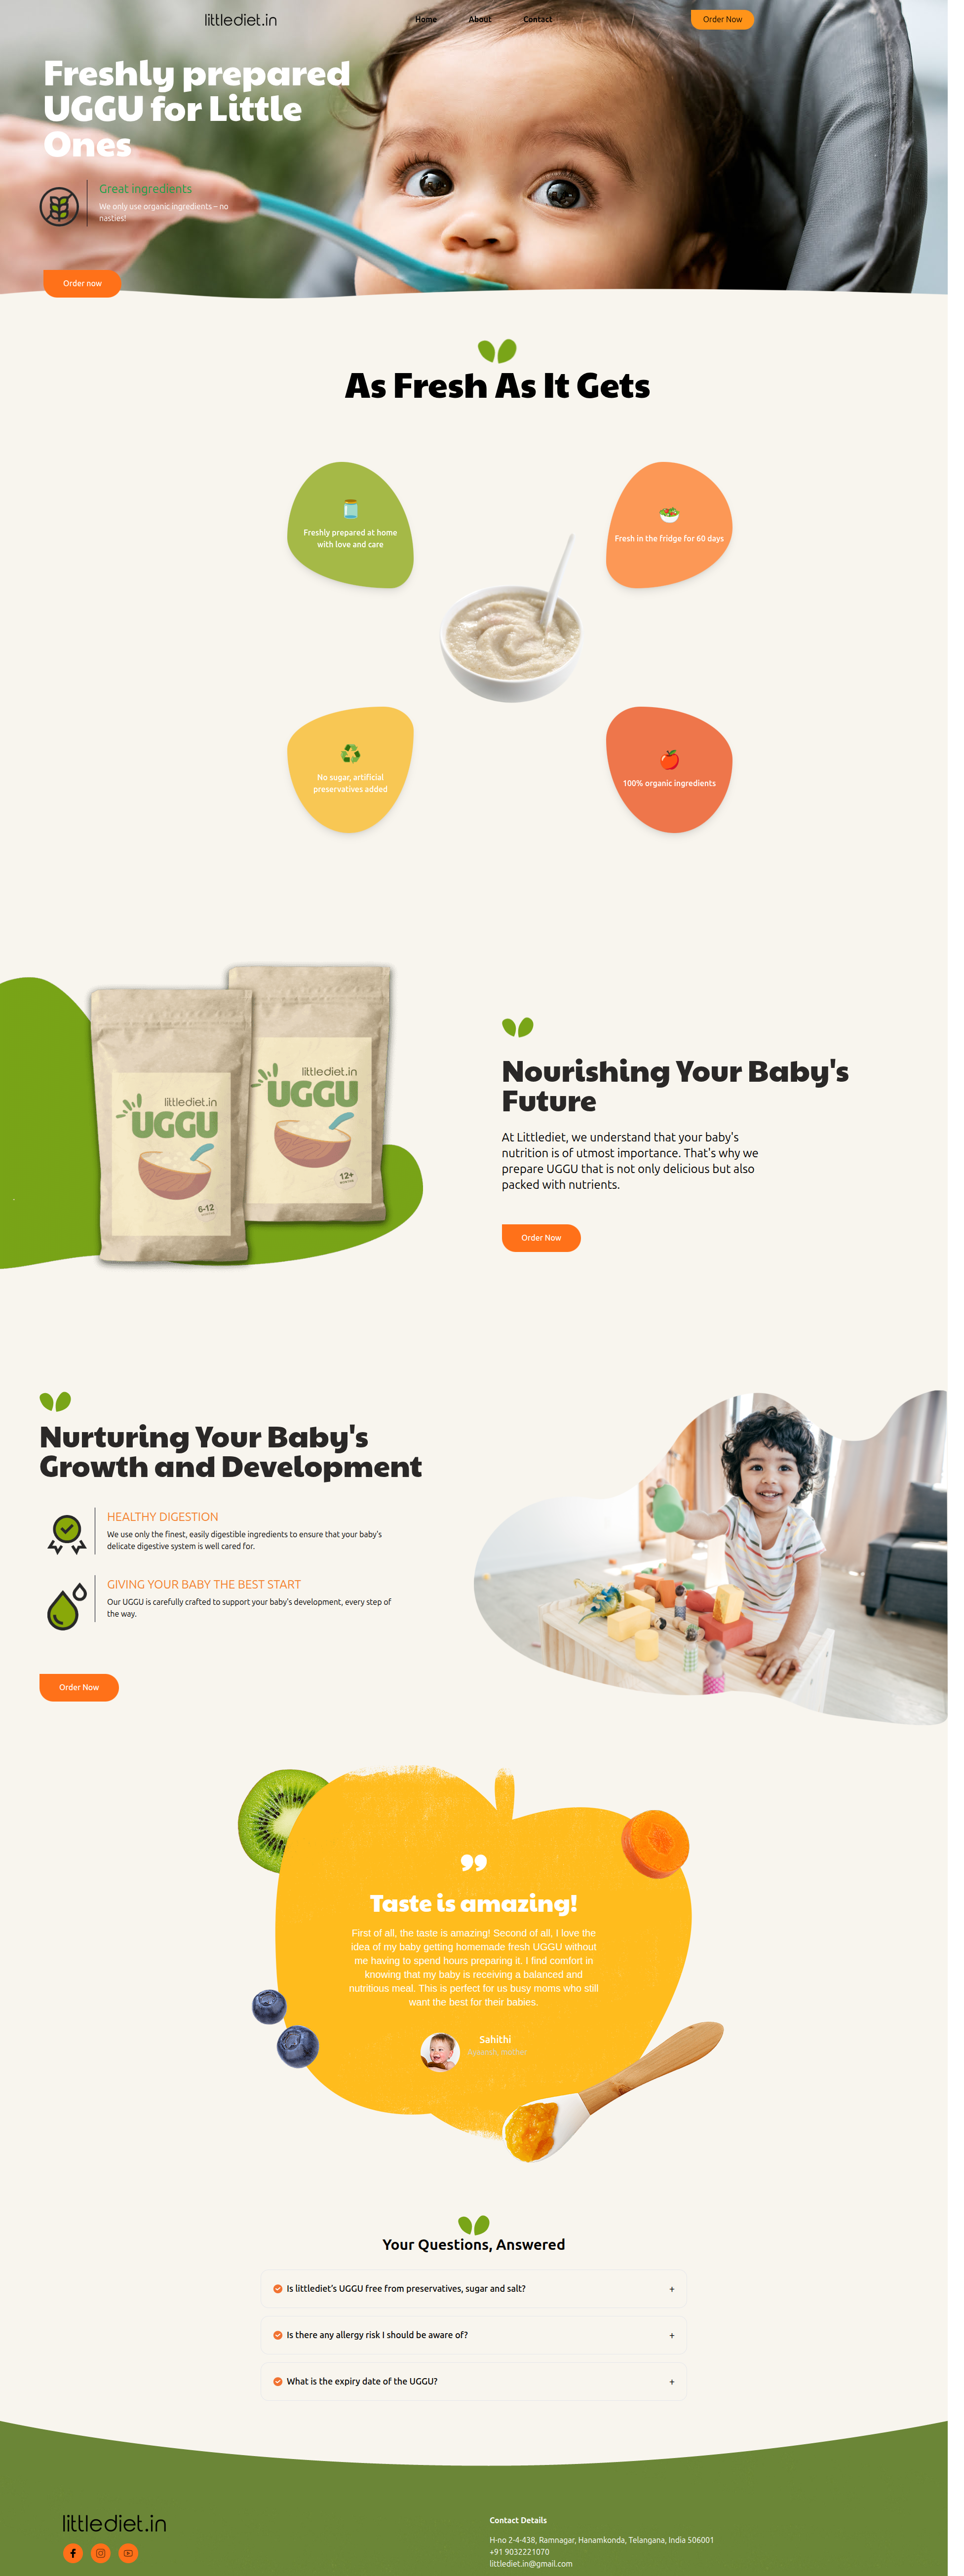 littlediet.in
Home
About
Contact
Order Now
Freshly prepared
UGGU for Little
Ones
Great ingredients
We only use organic ingredients – no
nasties!
Order now
As Fresh As It Gets
Freshly prepared at home
with love and care
Fresh in the fridge for 60 days
No sugar, artificial
preservatives added
100% organic ingredients
littlediet.in
UGGU
12+
littlediet.in
UGGU
6-12
Nourishing Your Baby's
Future
At Littlediet, we understand that your baby's
nutrition is of utmost importance. That's why we
prepare UGGU that is not only delicious but also
packed with nutrients.
Order Now
Nurturing Your Baby's
Growth and Development
HEALTHY DIGESTION
We use only the finest, easily digestible ingredients to ensure that your baby's
delicate digestive system is well cared for.
GIVING YOUR BABY THE BEST START
Our UGGU is carefully crafted to support your baby's development, every step of
the way.
Order Now
Taste is amazing!
First of all, the taste is amazing! Second of all, I love the
idea of my baby getting homemade fresh UGGU without
me having to spend hours preparing it. I find comfort in
knowing that my baby is receiving a balanced and
nutritious meal. This is perfect for us busy moms who still
want the best for their babies.
Sahithi
mother
Your Questions, Answered
Is littlediet's UGGU free from preservatives, sugar and salt?
+
Is there any allergy risk I should be aware of?
+
What is the expiry date of the UGGU?
+
littlediet.in
Contact Details
H-no 2-4-438, Ramnagar, Hanamkonda, Telangana, India 506001
+91 9032221070
littlediet.in@gmail.com